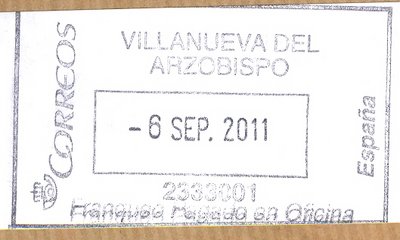 CORREOS
VILLANUEVA DEL
ARZOBISPO
-6 SEP. 2011
España
Franqueo Pagado en Oficina